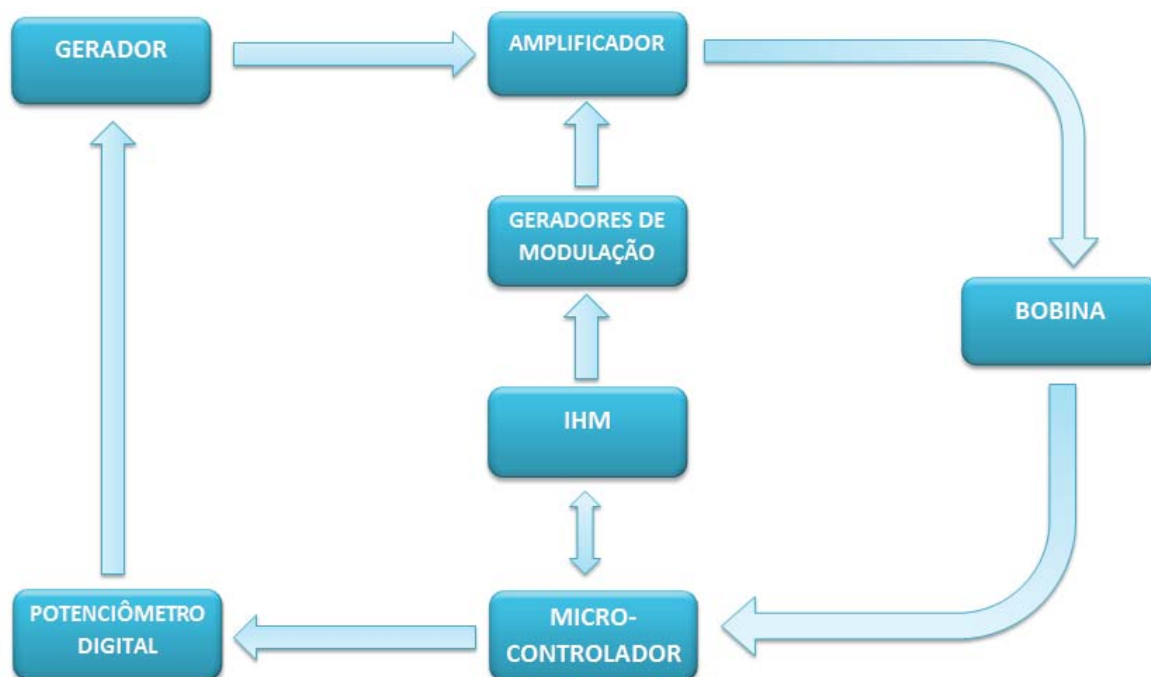 GERADOR
AMPLIFICADOR
GERADORES DE
MODULAÇÃO
BOBINA
IHM
POTENCIÔMETRO
DIGITAL
MICRO-
CONTROLADOR